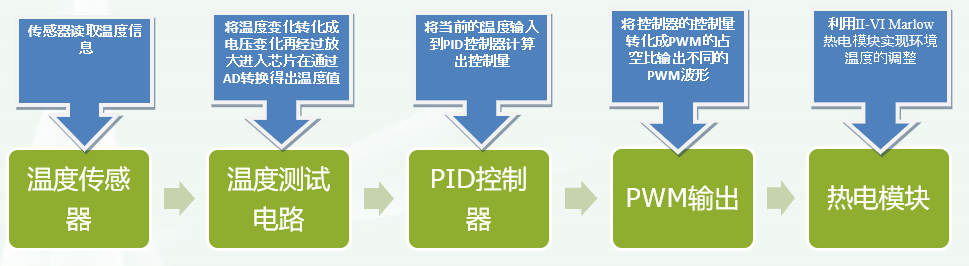 传感器读取温度信
息
将温度变化转化成
电压变化再经过放
大进入芯片在通过
AD转换得出温度值
将当前的温度输入
到PID控制器计算
出控制量
将控制器的控制量
转化成PWM的占
空比输出不同的
PWM波形
利用II-VI Marlow
热电模块实现环境
温度的调整
温度传感
器
温度测试
电路
PID控制
器
PWM输出
热电模块